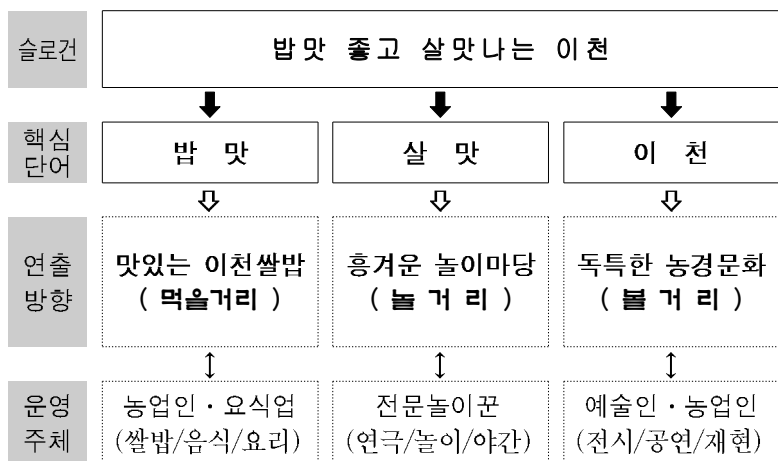 슬로건
밥맛 좋고 살맛나는 이천
핵심
단어
밥 맛
살 맛
이 천
연출
방향
맛있는 이천쌀밥
( 먹을거리 )
흥겨운 놀이마당
( 놀 거 리 )
독특한 농경문화
( 볼 거 리 )
운영
주체
농업인・요식업
(쌀밥/음식/요리)
전문놀이꾼
(연극/놀이/야간)
예술인・농업인
(전시/공연/재현)